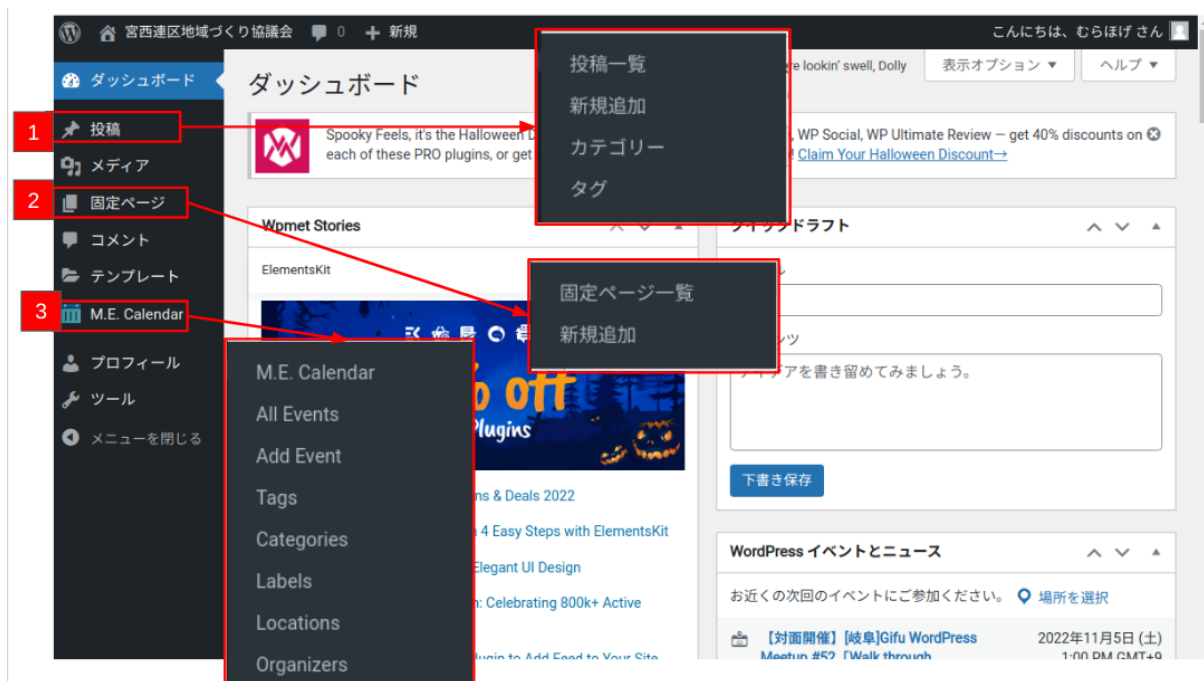 宮西連区地域づくり協議会 0 新規
こんにちは、むらほげ さん
ダッシュボード
1 投稿
メディア
2 固定ページ
コメント
テンプレート
3 M.E. Calendar
プロフィール
ツール
メニューを閉じる
ダッシュボード
lookin' swell, Dolly
表示オプション ▼
ヘルプ ▼
Spooky Feels, it's the Halloween
WP Social, WP Ultimate Review — get 40% discounts on
each of these PRO plugins, or get
Claim Your Halloween Discount→
投稿一覧
新規追加
カテゴリー
タグ
Wpmet Stories
ElementsKit
固定ページ一覧
新規追加
% off
Plugins
M.E. Calendar
All Events
Add Event
Tags
Categories
Labels
Locations
Organizers
& Deals 2022
4 Easy Steps with ElementsKit
Elegant UI Design
Celebrating 800k+ Active
to Add Feed to Your Site
クイックドラフト
アイデアを書き留めてみましょう。
下書き保存
WordPress イベントとニュース
お近くの次回のイベントにご参加ください。 場所を選択
【対面開催】[岐阜]Gifu WordPress
2022年11月5日 (土)
Meetup #52「Walk through
1:00 PM GMT+9